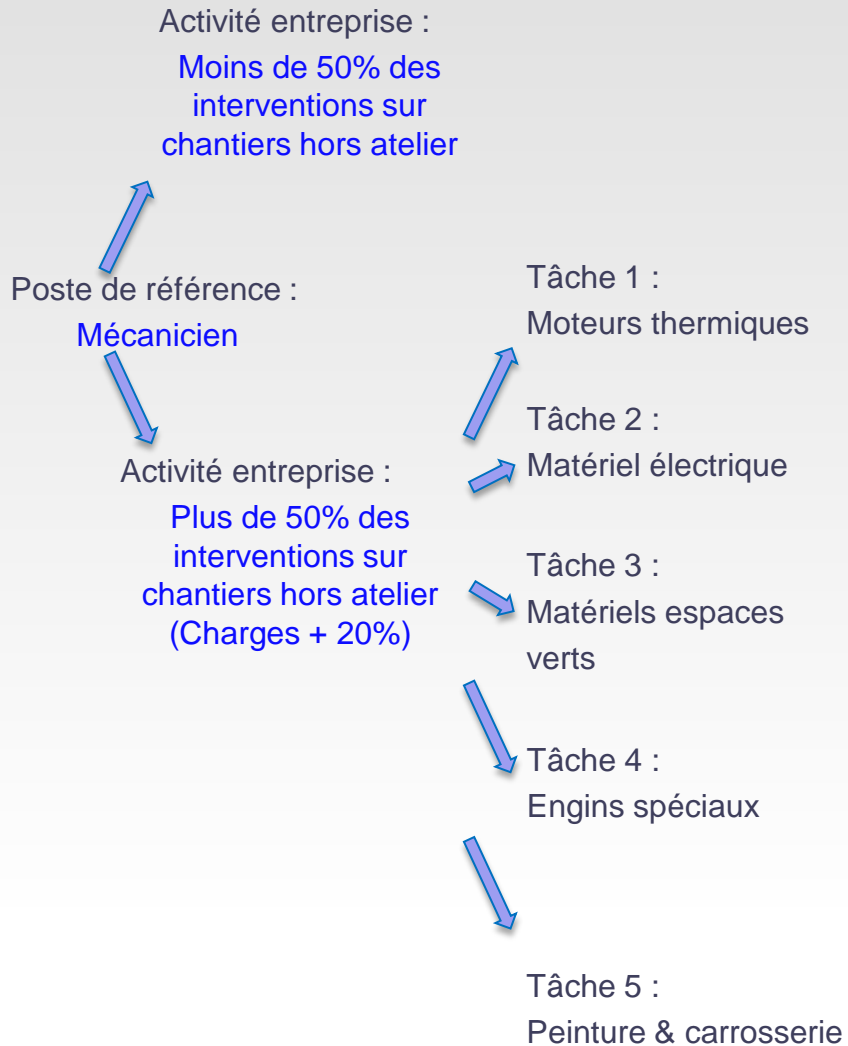 Activité entreprise :
Moins de 50% des
interventions sur
chantiers hors atelier
Poste de référence :
Mécanicien
Activité entreprise :
Plus de 50% des
interventions sur
chantiers hors atelier
(Charges + 20%)
Tâche 1 :
Moteurs thermiques
Tâche 2 :
Matériel électrique
Tâche 3 :
Matériels espaces
verts
Tâche 4 :
Engins spéciaux
Tâche 5 :
Peinture & carrosserie